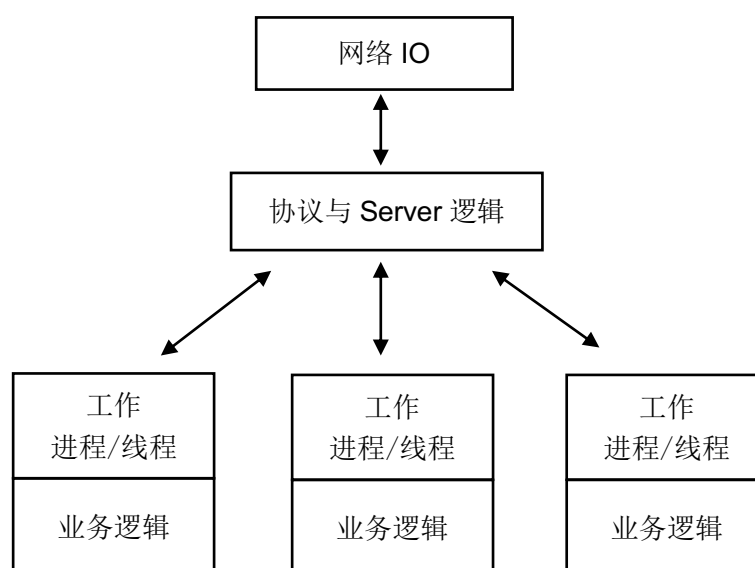 网络 IO
协议与 Server 逻辑
工作
进程/线程
业务逻辑
工作
进程/线程
业务逻辑
工作
进程/线程
业务逻辑